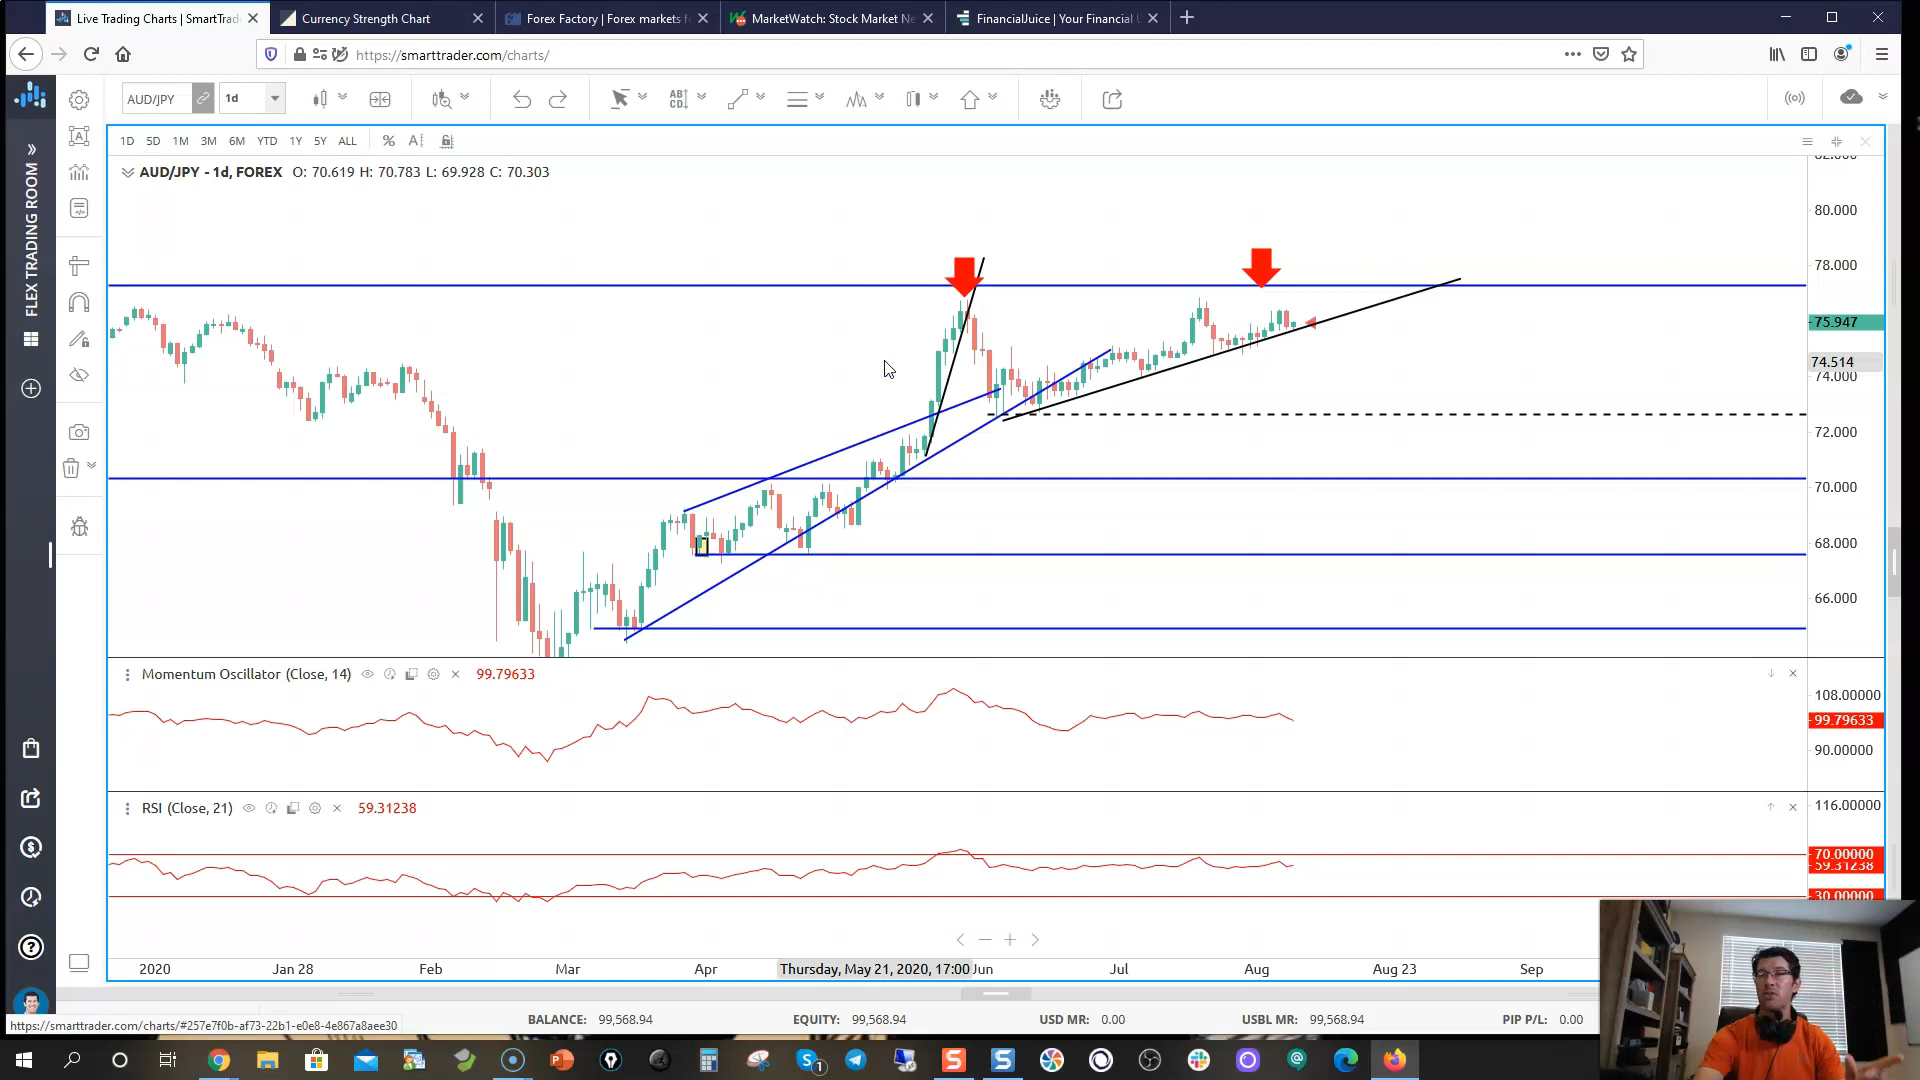 Live Trading Charts | SmartTrad
Currency Strength Chart
Forex Factory | Forex markets f
MarketWatch: Stock Market Ne
FinancialJuice | Your Financial
https://smarttrader.com/charts/
AUD/JPY
1d
AB
CD
1D 5D 1M 3M 6M YTD 1Y 5Y ALL % A
AUD/JPY - 1d, FOREX O: 70.619 H: 70.783 L: 69.928 C: 70.303
FLEX TRADING ROOM
82.000
80.000
78.000
75.947
74.514
74.000
72.000
70.000
68.000
66.000
Momentum Oscillator (Close, 14) 99.79633
108.00000
99.79633
90.00000
RSI (Close, 21) 59.31238
116.00000
70.00000
59.31238
30.00000
2020 Jan 28 Feb Mar Apr Thursday, May 21, 2020, 17:00 Jun Jul Aug Aug 23 Sep
https://smarttrader.com/charts/#257e7f0b-af73-22b1-e0e8-4e867a8aee30
BALANCE: 99,568.94 EQUITY: 99,568.94 USD MR: 0.00 USBL MR: 99,568.94 PIP P/L: 0.00